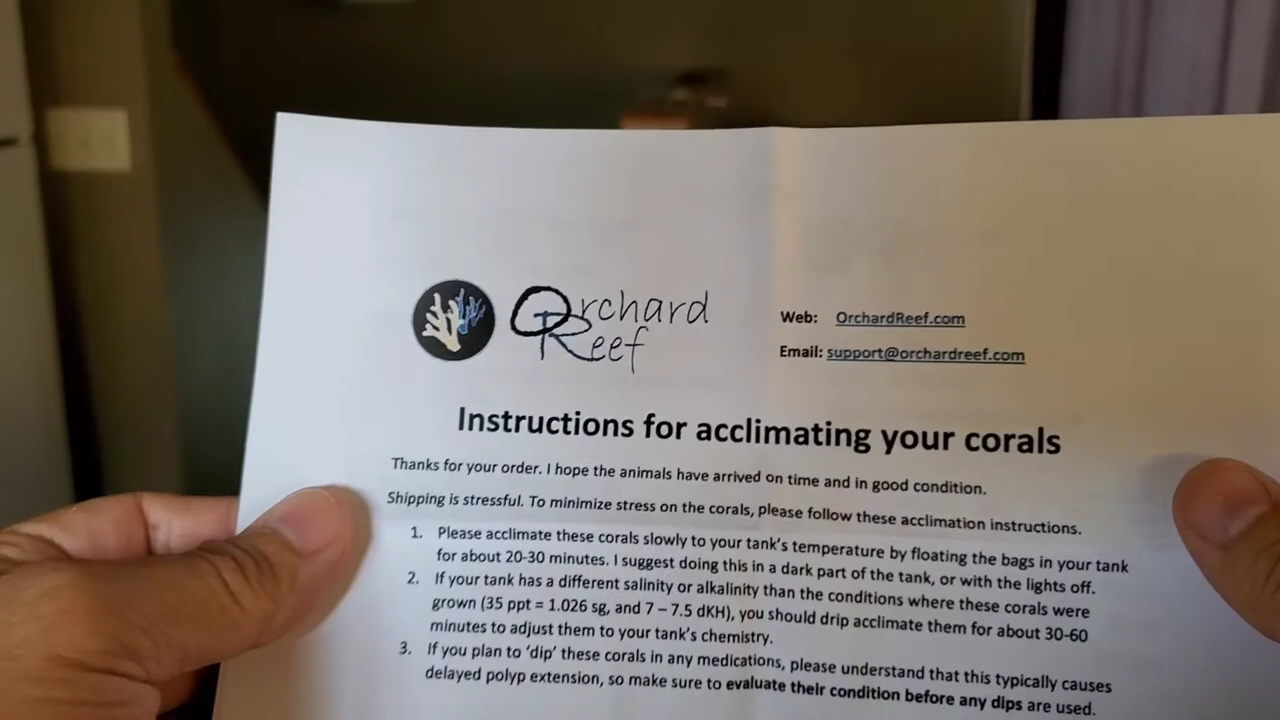 Orchard
Reef
Web: OrchardReef.com
Email: support@orchardreef.com
Instructions for acclimating your corals
Thanks for your order. I hope the animals have arrived on time and in good condition.
Shipping is stressful. To minimize stress on the corals, please follow these acclimation instructions.
1. Please acclimate these corals slowly to your tank's temperature by floating the bags in your tank
for about 20-30 minutes. I suggest doing this in a dark part of the tank, or with the lights off.
2. If your tank has a different salinity or alkalinity than the conditions where these corals were
grown (35 ppt = 1.026 sg, and 7 – 7.5 dKH), you should drip acclimate them for about 30-60
minutes to adjust them to your tank's chemistry.
3. If you plan to 'dip' these corals in any medications, please understand that this typically causes
delayed polyp extension, so make sure to evaluate their condition before any dips are used.